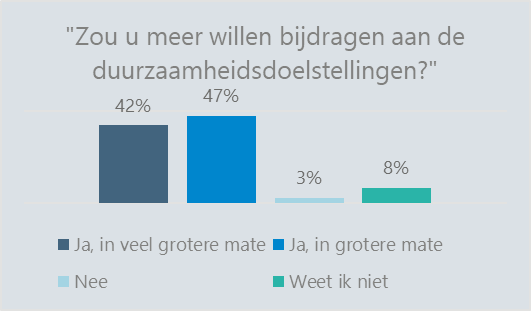 "Zou u meer willen bijdragen aan de
duurzaamheidsdoelstellingen?"
42%
47%
3%
8%
Ja, in veel grotere mate
Ja, in grotere mate
Nee
Weet ik niet